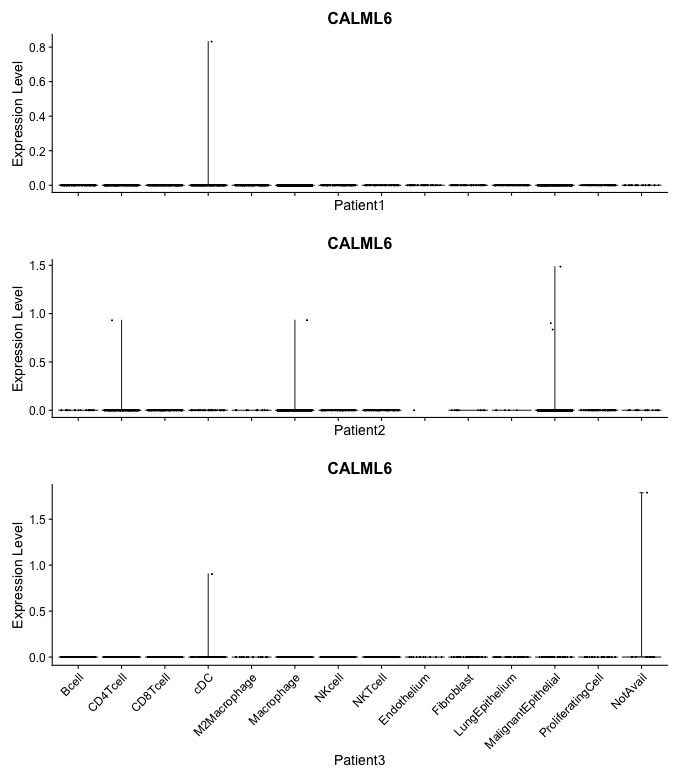 CALML6
Expression Level
0.8
0.6
0.4
0.2
0.0
Patient1
CALML6
Expression Level
1.5
1.0
0.5
0.0
Patient2
CALML6
Expression Level
1.5
1.0
0.5
0.0
Bcell
CD4Tcell
CD8Tcell
cDC
M2Macrophage
Macrophage
NKcell
NKTcell
Endothelium
Fibroblast
LungEpithelium
MalignantEpithelial
ProliferatingCell
NotAvail
Patient3